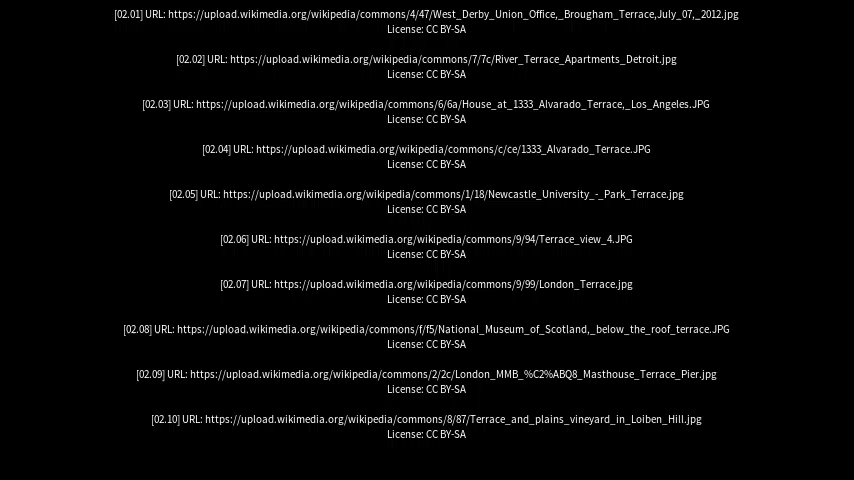 [02.01] URL: https://upload.wikimedia.org/wikipedia/commons/4/47/West_Derby_Union_Office,_Brougham_Terrace,July_07,_2012.jpg
License: CC BY-SA
[02.02] URL: https://upload.wikimedia.org/wikipedia/commons/7/7c/River_Terrace_Apartments_Detroit.jpg
License: CC BY-SA
[02.03] URL: https://upload.wikimedia.org/wikipedia/commons/6/6a/House_at_1333_Alvarado_Terrace,_Los_Angeles.JPG
License: CC BY-SA
[02.04] URL: https://upload.wikimedia.org/wikipedia/commons/c/ce/1333_Alvarado_Terrace.JPG
License: CC BY-SA
[02.05] URL: https://upload.wikimedia.org/wikipedia/commons/1/18/Newcastle_University_-_Park_Terrace.jpg
License: CC BY-SA
[02.06] URL: https://upload.wikimedia.org/wikipedia/commons/9/94/Terrace_view_4.JPG
License: CC BY-SA
[02.07] URL: https://upload.wikimedia.org/wikipedia/commons/9/99/London_Terrace.jpg
License: CC BY-SA
[02.08] URL: https://upload.wikimedia.org/wikipedia/commons/f/f5/National_Museum_of_Scotland,_below_the_roof_terrace.JPG
License: CC BY-SA
[02.09] URL: https://upload.wikimedia.org/wikipedia/commons/2/2c/London_MMB_%C2%ABQ8_Masthouse_Terrace_Pier.jpg
License: CC BY-SA
[02.10] URL: https://upload.wikimedia.org/wikipedia/commons/8/87/Terrace_and_plains_vineyard_in_Loiben_Hill.jpg
License: CC BY-SA